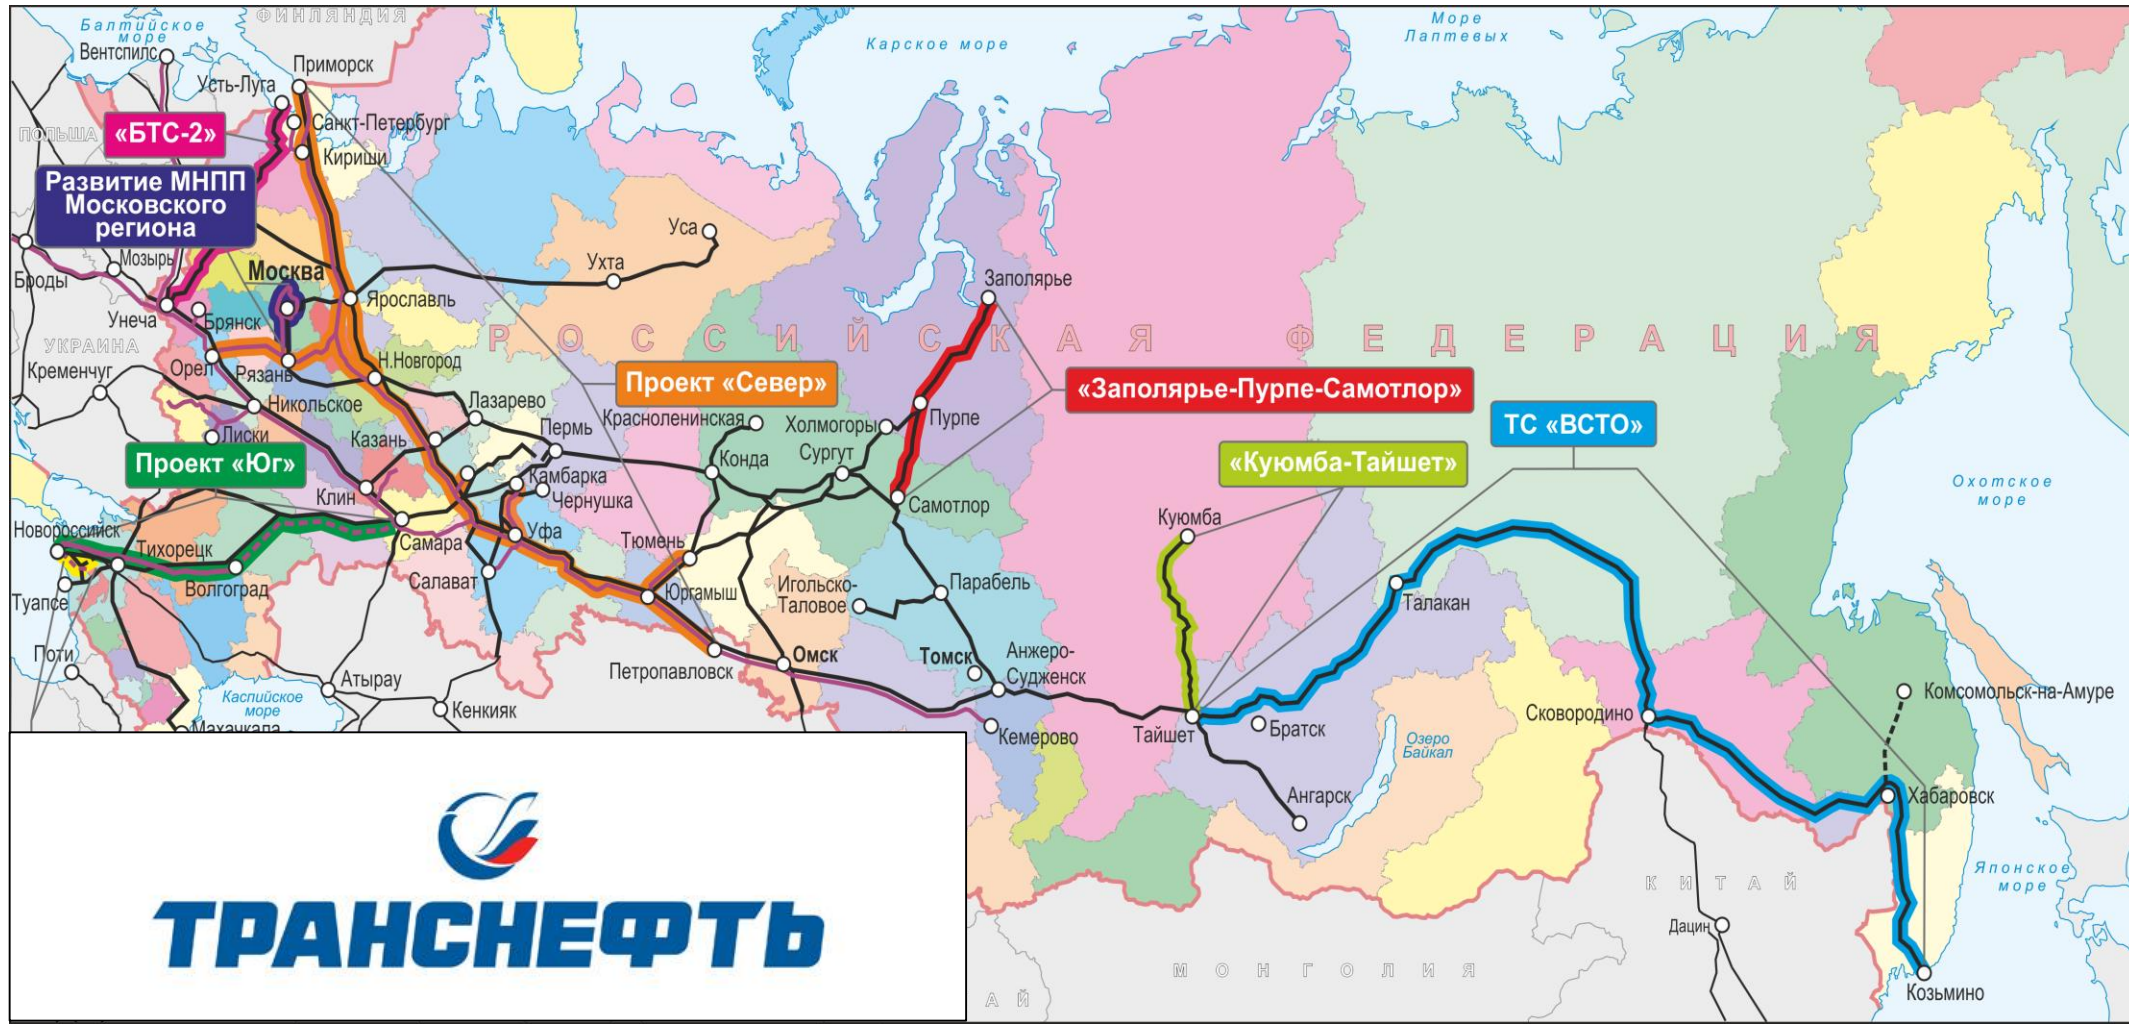 Балтийское
море
ФИНЛЯНДИЯ
Вентспилс
Приморск
Карское море
Море
Лаптевых
Усть-Луга
ПОЛЬША
«БТС-2»
Санкт-Петербург
Кириши
Развитие МНПП
Московского
региона
Уса
Мозырь
Броды
Москва
Ухта
Заполярье
Ярославль
Унеча
Брянск
РОССИЙСКАЯ ФЕДЕРАЦИЯ
УКРАИНА
Кременчуг
Орел
Рязань
Н.Новгород
Проект «Север»
«Заполярье-Пурпе-Самотлор»
Никольское
Лазарево
Красноленинская
Холмогоры
Пурпе
ТС «ВСТО»
Лиски
Казань
Пермь
Проект «Юг»
Конда
Сургут
«Куюмба-Тайшет»
Клин
Камбарка
Чернушка
Самотлор
Охотское
море
Куюмба
Новороссийск
Тихорецк
Самара
Уфа
Тюмень
Туапсе
Волгоград
Салават
Юргамыш
Игольско-
Таловое
Парабель
Талакан
Поти
Петропавловск
Омск
Томск
Анжеро-
Судженск
Атырау
Каспийское
море
Кенкияк
Махачкала
Кемерово
Тайшет
Братск
Озеро
Байкал
Сковородино
Комсомольск-на-Амуре
Ангарск
Хабаровск
Японское
море
КИТАЙ
Дацин
МОНГОЛИЯ
АЙ
Козьмино
ТРАНСНЕФТЬ